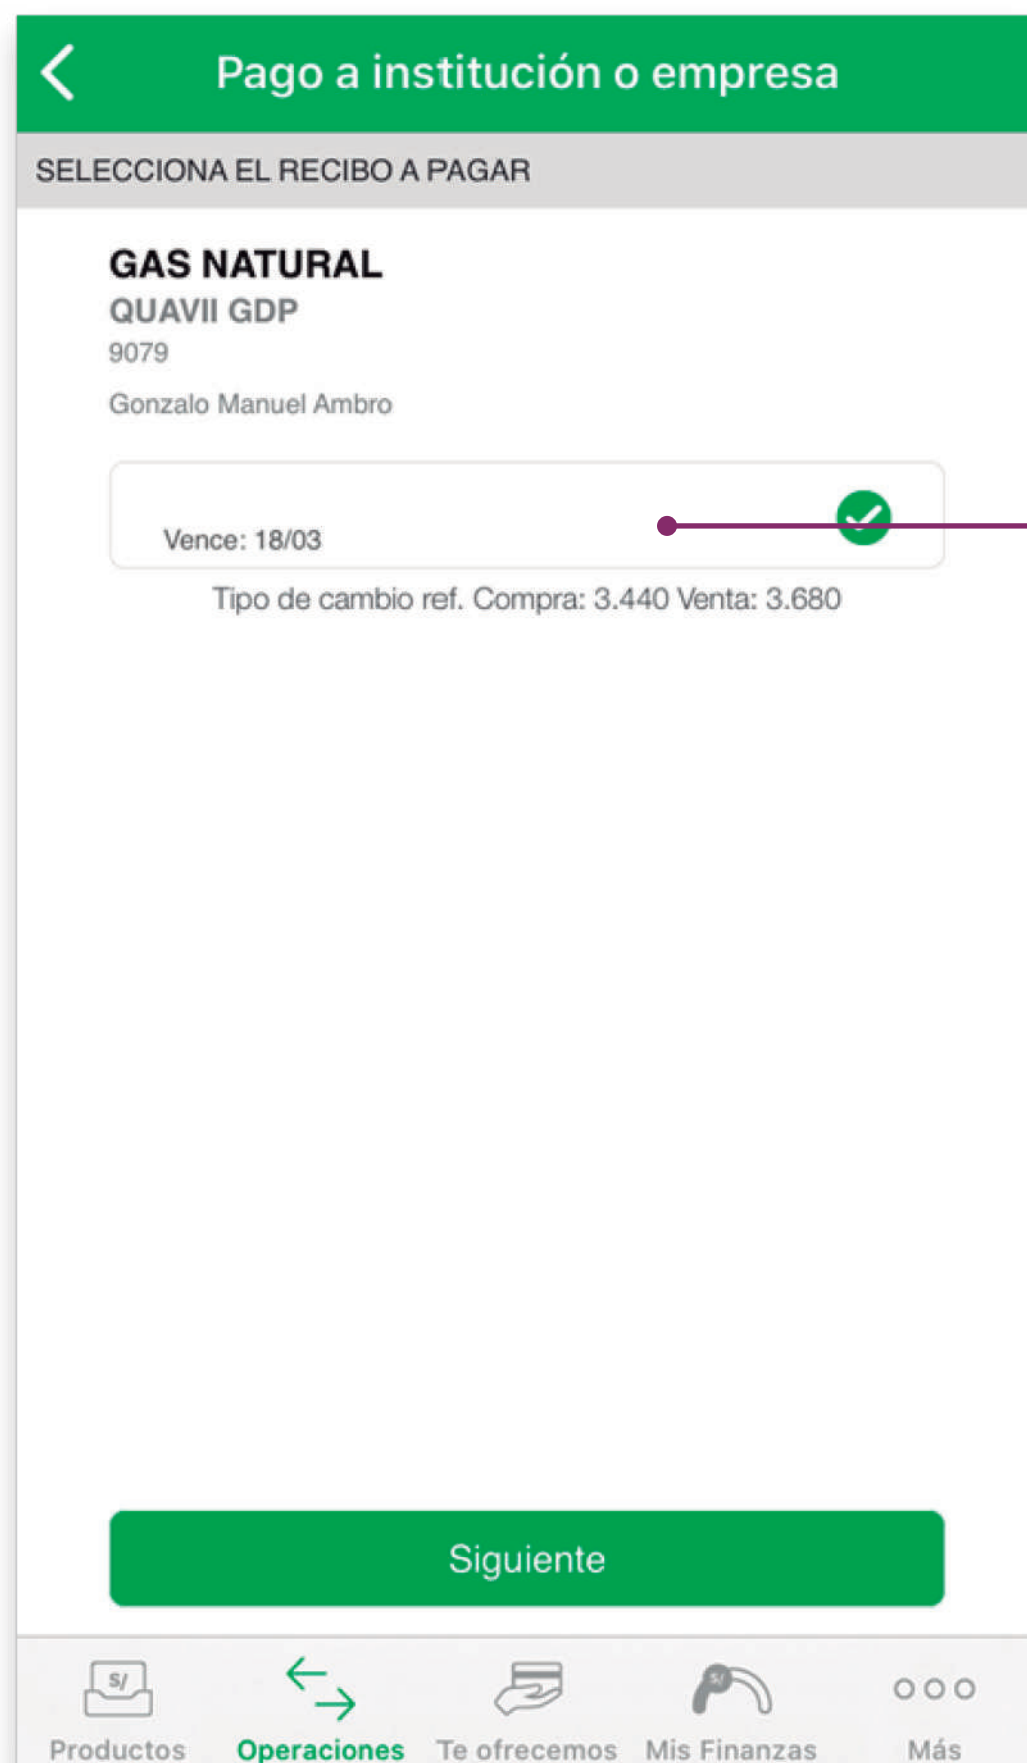 Pago a institución o empresa
SELECCIONA EL RECIBO A PAGAR
GAS NATURAL
QUAVII GDP
9079
Gonzalo Manuel Ambro
Vence: 18/03
Tipo de cambio ref. Compra: 3.440 Venta: 3.680
Siguiente
S/ S/
Productos Operaciones Te ofrecemos Mis Finanzas Más